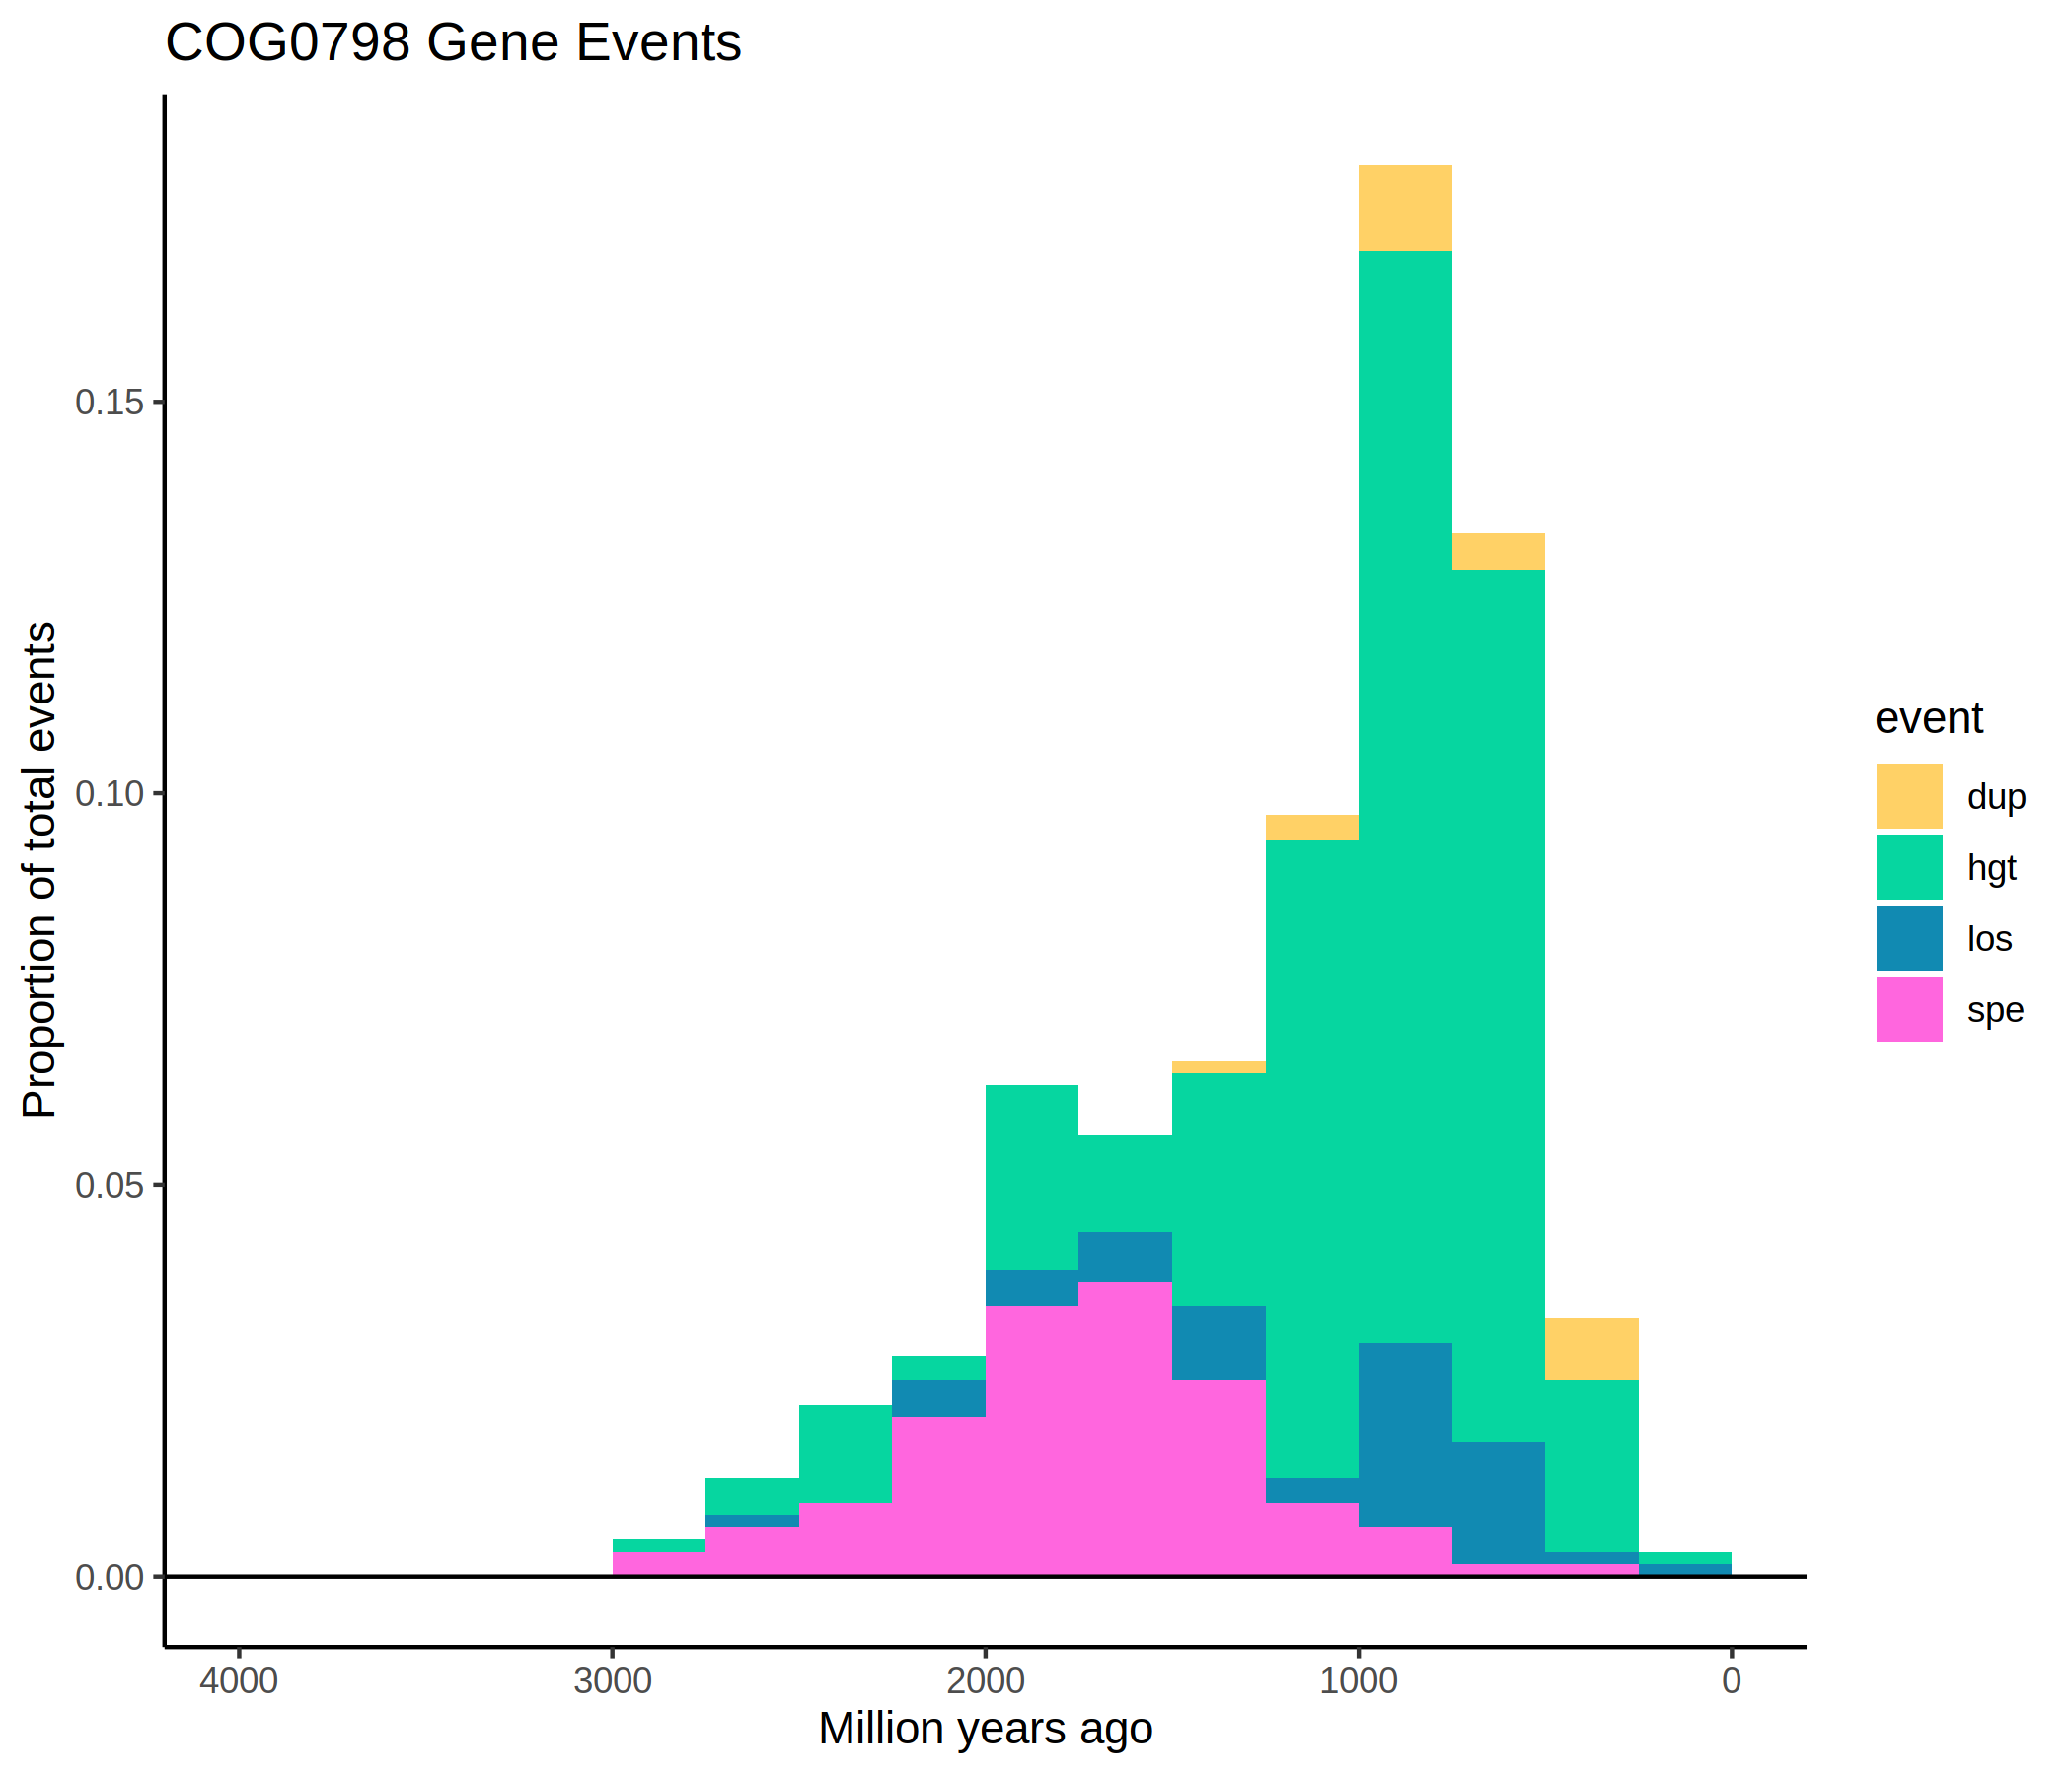 COG0798 Gene Events
Proportion of total events
0.15
0.10
0.05
0.00
4000 3000 2000 1000 0
Million years ago
event
dup
hgt
los
spe